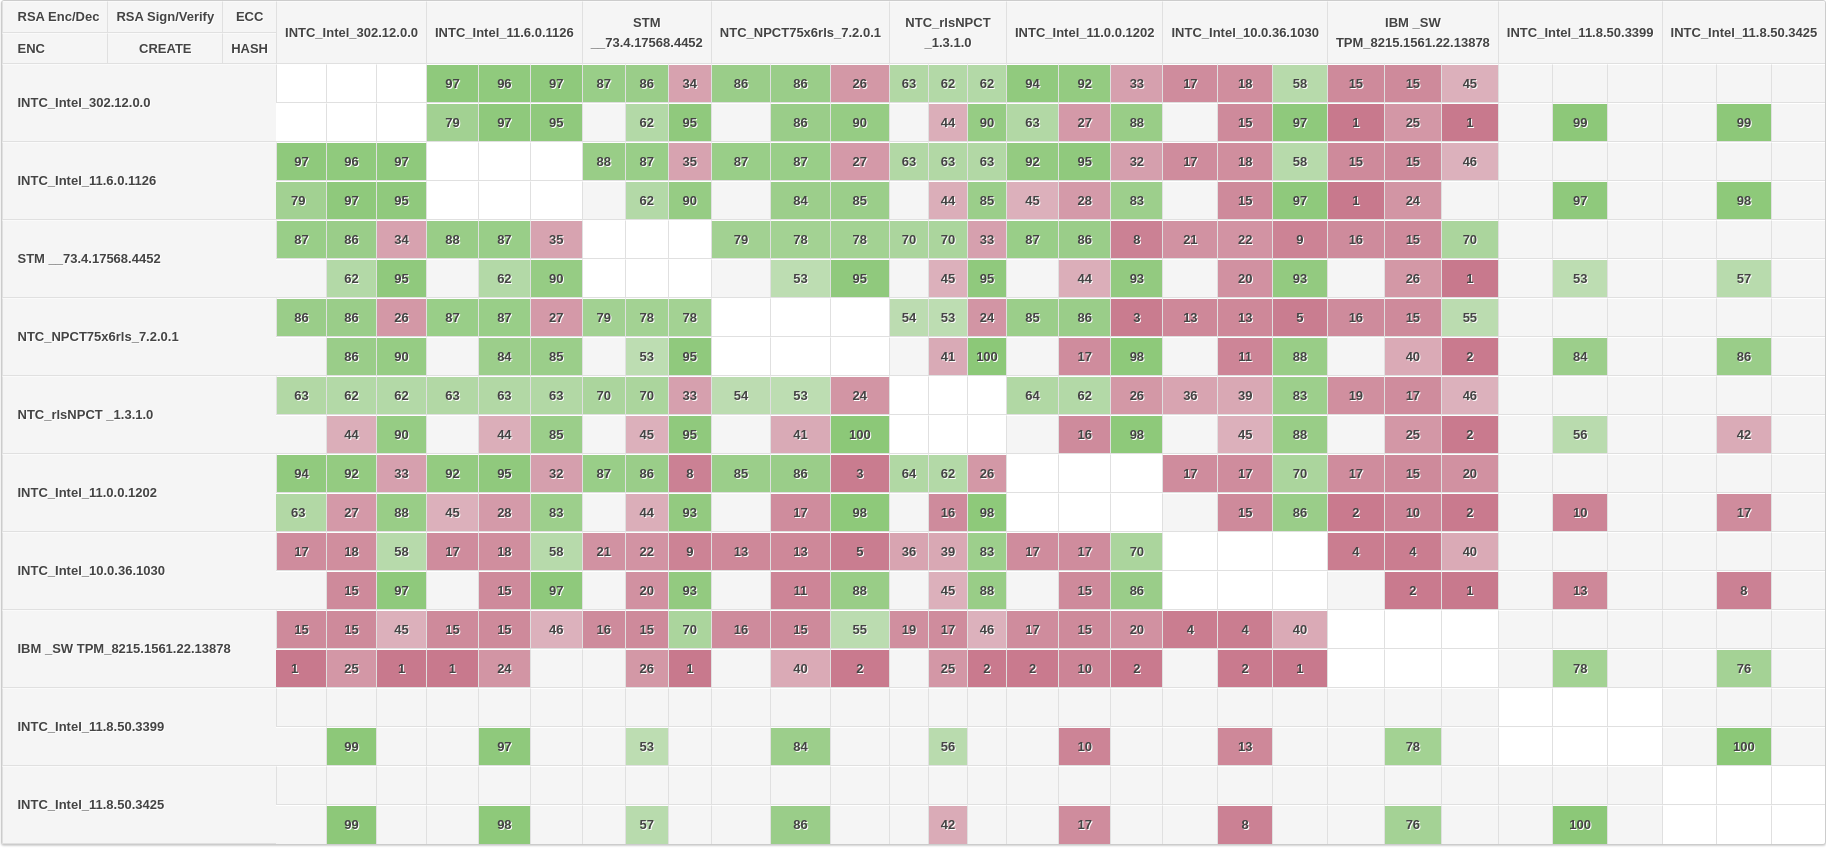 RSA Enc/Dec RSA Sign/Verify ECC
ENC CREATE HASH
INTC_Intel_302.12.0.0 INTC_Intel_11.6.0.1126 STM __73.4.17568.4452 NTC_NPCT75x6rls_7.2.0.1 NTC_rlsNPCT _1.3.1.0 INTC_Intel_11.0.0.1202 INTC_Intel_10.0.36.1030 IBM _SW TPM_8215.1561.22.13878 INTC_Intel_11.8.50.3399 INTC_Intel_11.8.50.3425
INTC_Intel_302.12.0.0
97 96 97 87 86 34 86 86 26 63 62 62 94 92 33 17 18 58 15 15 45
79 97 95 62 95 86 90 44 90 63 27 88 15 97 1 25 1 99 99
INTC_Intel_11.6.0.1126
97 96 97 88 87 35 87 87 27 63 63 63 92 95 32 17 18 58 15 15 46
79 97 95 62 90 84 85 44 85 45 28 83 15 97 1 24 97 98
STM __73.4.17568.4452
87 86 34 88 87 35 79 78 78 70 70 33 87 86 8 21 22 9 16 15 70
62 95 62 90 53 95 45 95 44 93 20 93 26 1 53 57
NTC_NPCT75x6rls_7.2.0.1
86 86 26 87 87 27 79 78 78 54 53 24 85 86 3 13 13 5 16 15 55
86 90 84 85 53 95 41 100 17 98 11 88 40 2 84 86
NTC_rlsNPCT _1.3.1.0
63 62 62 63 63 63 70 70 33 54 53 24 64 62 26 36 39 83 19 17 46
44 90 44 85 45 95 41 100 16 98 45 88 25 2 56 42
INTC_Intel_11.0.0.1202
94 92 33 92 95 32 87 86 8 85 86 3 64 62 26 17 17 70 17 15 20
63 27 88 45 28 83 44 93 17 98 16 98 15 86 2 10 2 10 17
INTC_Intel_10.0.36.1030
17 18 58 17 18 58 21 22 9 13 13 5 36 39 83 17 17 70 4 4 40
15 97 15 97 20 93 11 88 45 88 15 86 2 1 13 8
IBM _SW TPM_8215.1561.22.13878
15 15 45 15 15 46 16 15 70 16 15 55 19 17 46 17 15 20 4 4 40
1 25 1 1 24 26 1 40 2 25 2 2 10 2 2 1 78 76
INTC_Intel_11.8.50.3399
99 97 53 84 56 10 13 78 100
INTC_Intel_11.8.50.3425
99 98 57 86 42 17 8 76 100